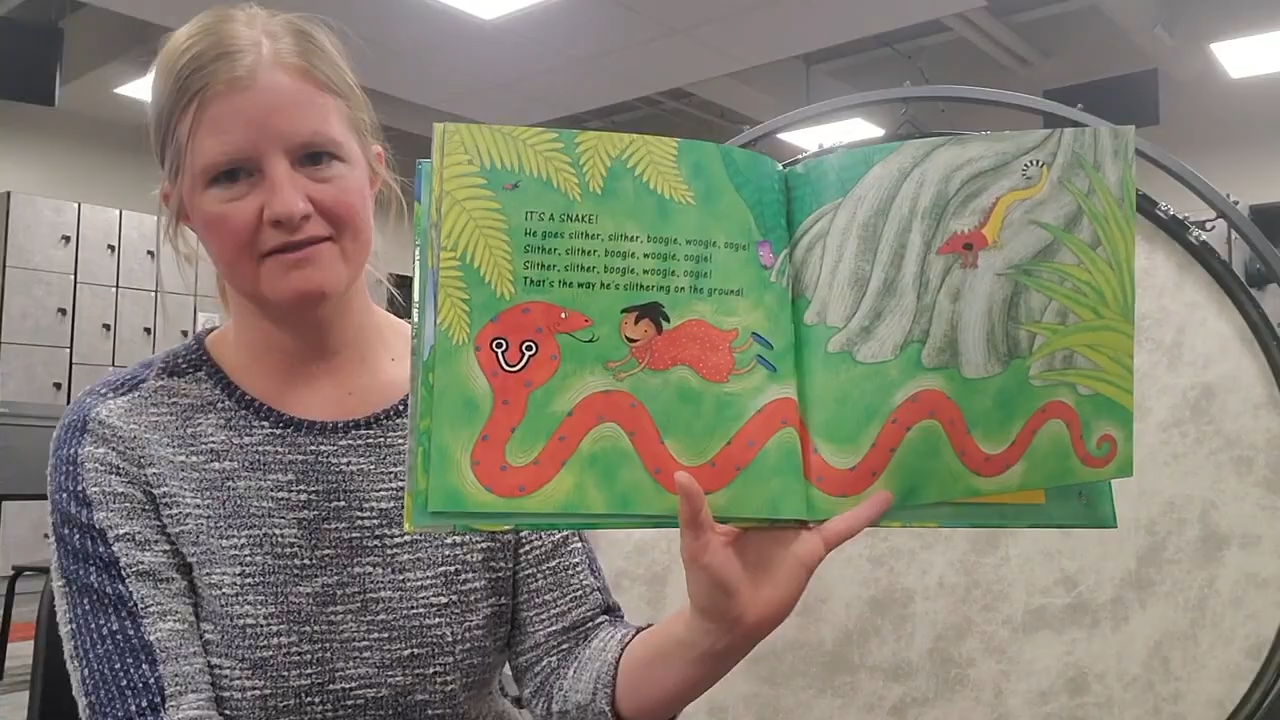 IT'S A SNAKE!
He goes slither, slither, boogie, woogie, oogie!
Slither, slither, boogie, woogie, oogie!
Slither, slither, boogie, woogie, oogie!
That's the way he's slithering on the ground!